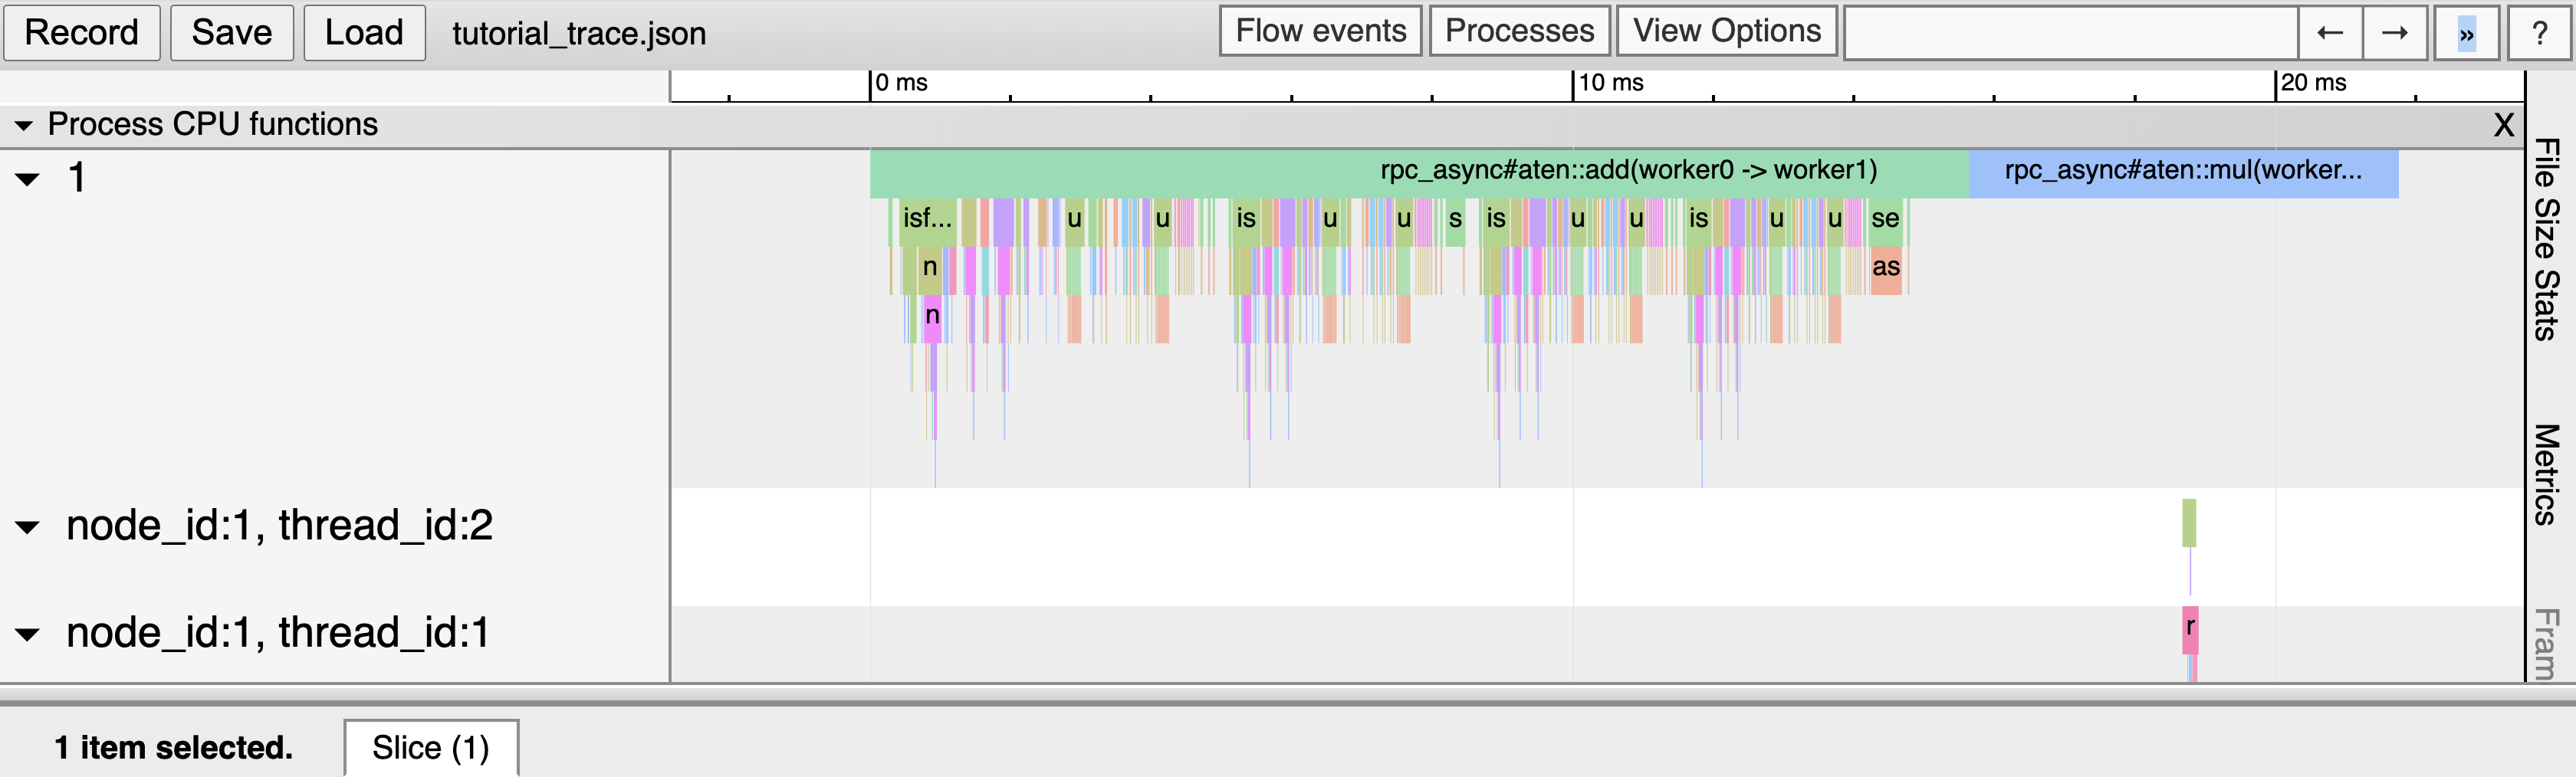 Record Save Load tutorial_trace.json Flow events Processes View Options ← → » ?
0 ms 10 ms 20 ms
Process CPU functions X
1 rpc_async#aten::add(worker0 -> worker1) rpc_async#aten::mul(worker...
isf... u u is u u s is u u is u u se
n as
n
node_id:1, thread_id:2
node_id:1, thread_id:1 r
1 item selected. Slice (1)
File Size Stats
Metrics
Fram